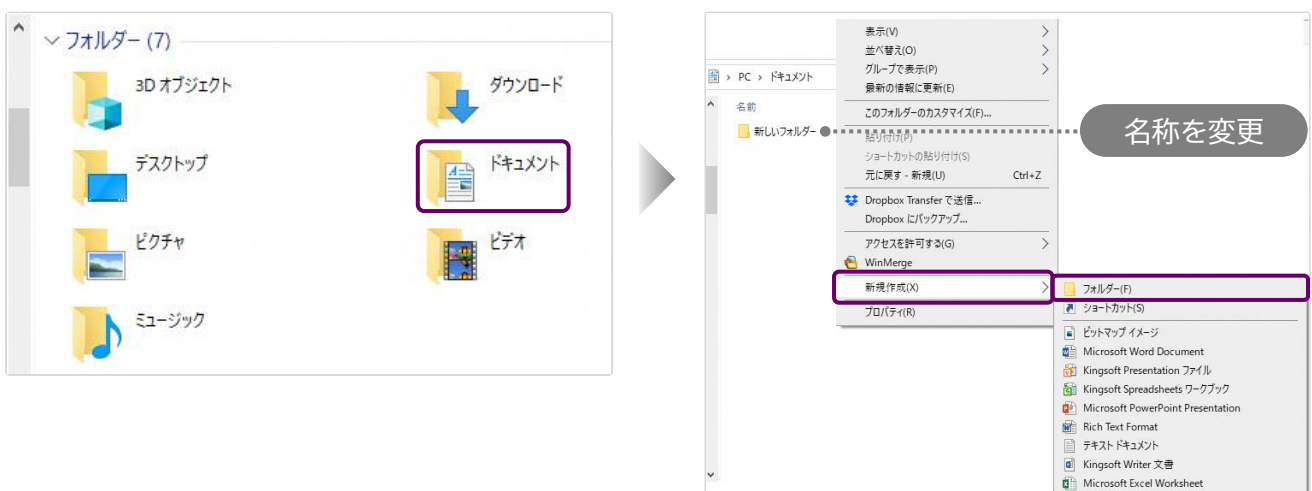 フォルダー (7)
3D オブジェクト
ダウンロード
デスクトップ
ドキュメント
ピクチャ
ビデオ
ミュージック
PC › ドキュメント
名前
新しいフォルダー
名称を変更
表示(V)
並べ替え(O)
グループで表示(P)
最新の情報に更新(E)
このフォルダーのカスタマイズ(F)...
貼り付け(P)
ショートカットの貼り付け(S)
元に戻す - 新規(U) Ctrl+Z
Dropbox Transfer で送信...
Dropbox にバックアップ...
アクセスを許可する(G)
WinMerge
新規作成(X)
プロパティ(R)
フォルダー(F)
ショートカット(S)
ビットマップ イメージ
Microsoft Word Document
Kingsoft Presentation ファイル
Kingsoft Spreadsheets ワークブック
Microsoft PowerPoint Presentation
Rich Text Format
テキスト ドキュメント
Kingsoft Writer 文書
Microsoft Excel Worksheet